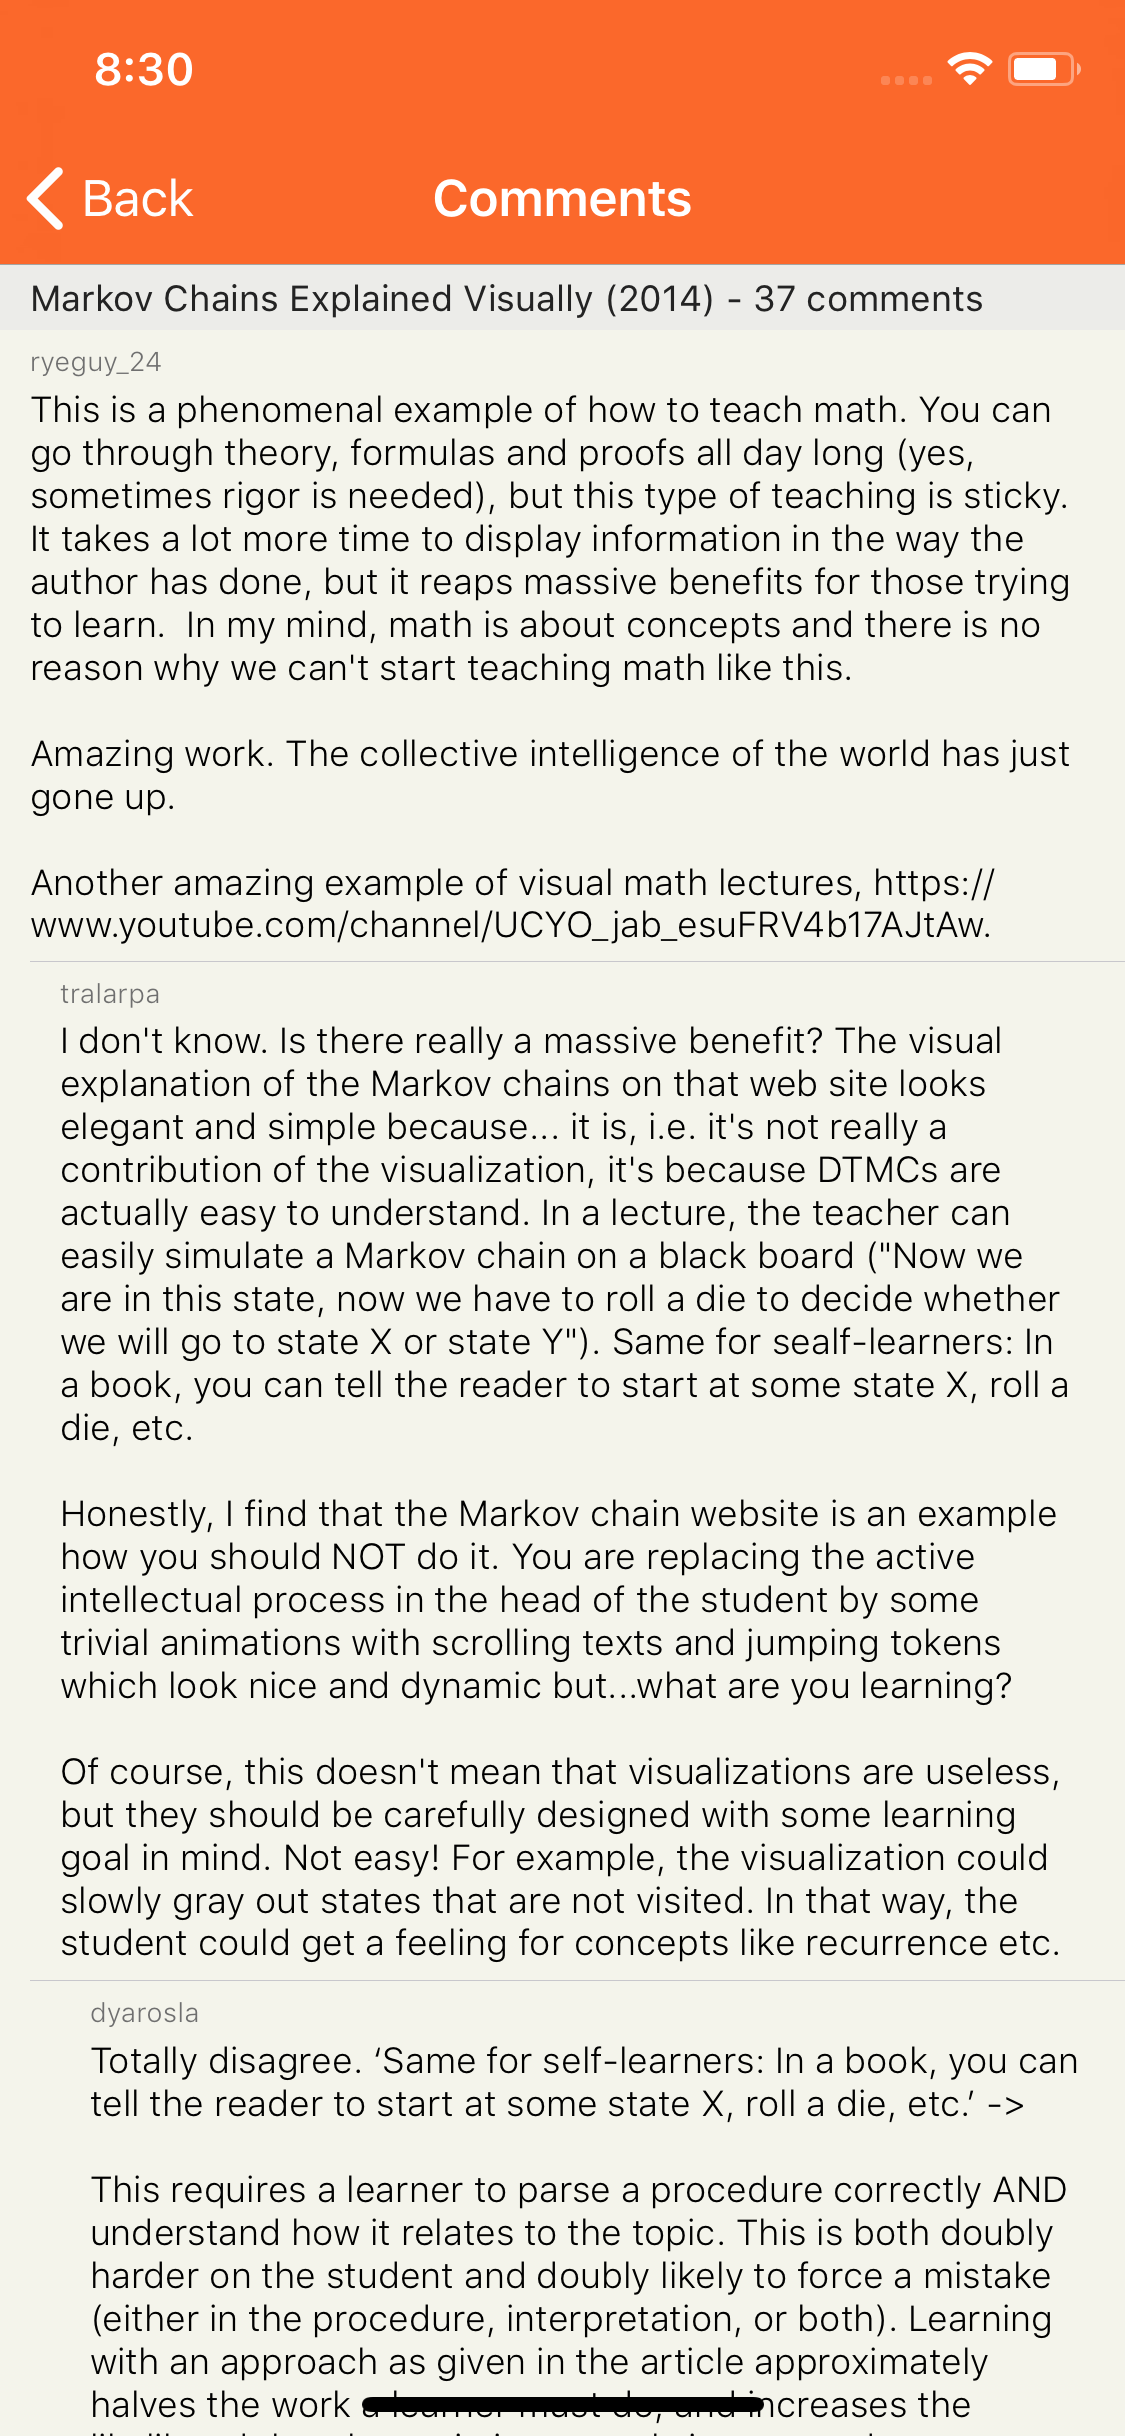 8:30
Back
Comments
Markov Chains Explained Visually (2014) - 37 comments
ryeguy_24
This is a phenomenal example of how to teach math. You can
go through theory, formulas and proofs all day long (yes,
sometimes rigor is needed), but this type of teaching is sticky.
It takes a lot more time to display information in the way the
author has done, but it reaps massive benefits for those trying
to learn.  In my mind, math is about concepts and there is no
reason why we can't start teaching math like this.
Amazing work. The collective intelligence of the world has just
gone up.
Another amazing example of visual math lectures, https://
www.youtube.com/channel/UCYO_jab_esuFRV4b17AJtAw.
tralarpa
I don't know. Is there really a massive benefit? The visual
explanation of the Markov chains on that web site looks
elegant and simple because... it is, i.e. it's not really a
contribution of the visualization, it's because DTMCs are
actually easy to understand. In a lecture, the teacher can
easily simulate a Markov chain on a black board ("Now we
are in this state, now we have to roll a die to decide whether
we will go to state X or state Y"). Same for sealf-learners: In
a book, you can tell the reader to start at some state X, roll a
die, etc.
Honestly, I find that the Markov chain website is an example
how you should NOT do it. You are replacing the active
intellectual process in the head of the student by some
trivial animations with scrolling texts and jumping tokens
which look nice and dynamic but...what are you learning?
Of course, this doesn't mean that visualizations are useless,
but they should be carefully designed with some learning
goal in mind. Not easy! For example, the visualization could
slowly gray out states that are not visited. In that way, the
student could get a feeling for concepts like recurrence etc.
dyarosla
Totally disagree. ‘Same for self-learners: In a book, you can
tell the reader to start at some state X, roll a die, etc.’ ->
This requires a learner to parse a procedure correctly AND
understand how it relates to the topic. This is both doubly
harder on the student and doubly likely to force a mistake
(either in the procedure, interpretation, or both). Learning
with an approach as given in the article approximately
halves the work a learner must do, and increases the